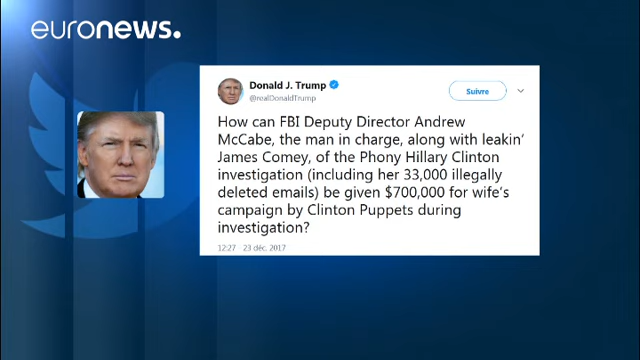 euronews.
Donald J. Trump
@realDonaldTrump
Suivre
How can FBI Deputy Director Andrew
McCabe, the man in charge, along with leakin’
James Comey, of the Phony Hillary Clinton
investigation (including her 33,000 illegally
deleted emails) be given $700,000 for wife's
campaign by Clinton Puppets during
investigation?
12:27 23 déc. 2017